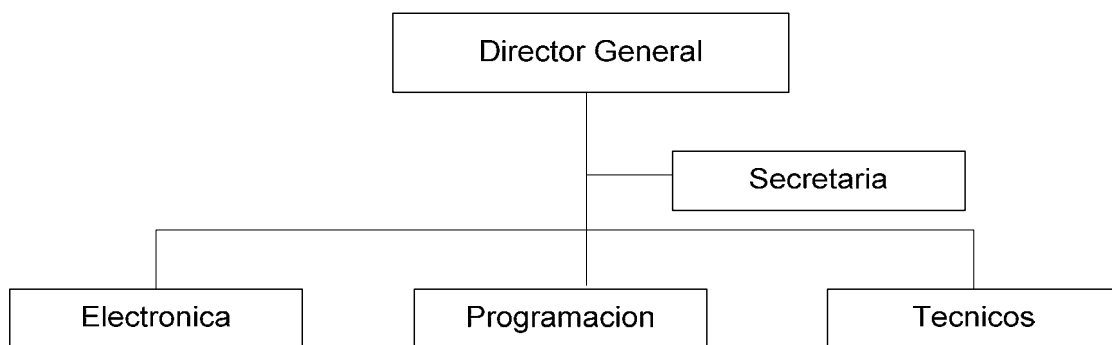 Director General
Secretaria
Electronica
Programacion
Tecnicos